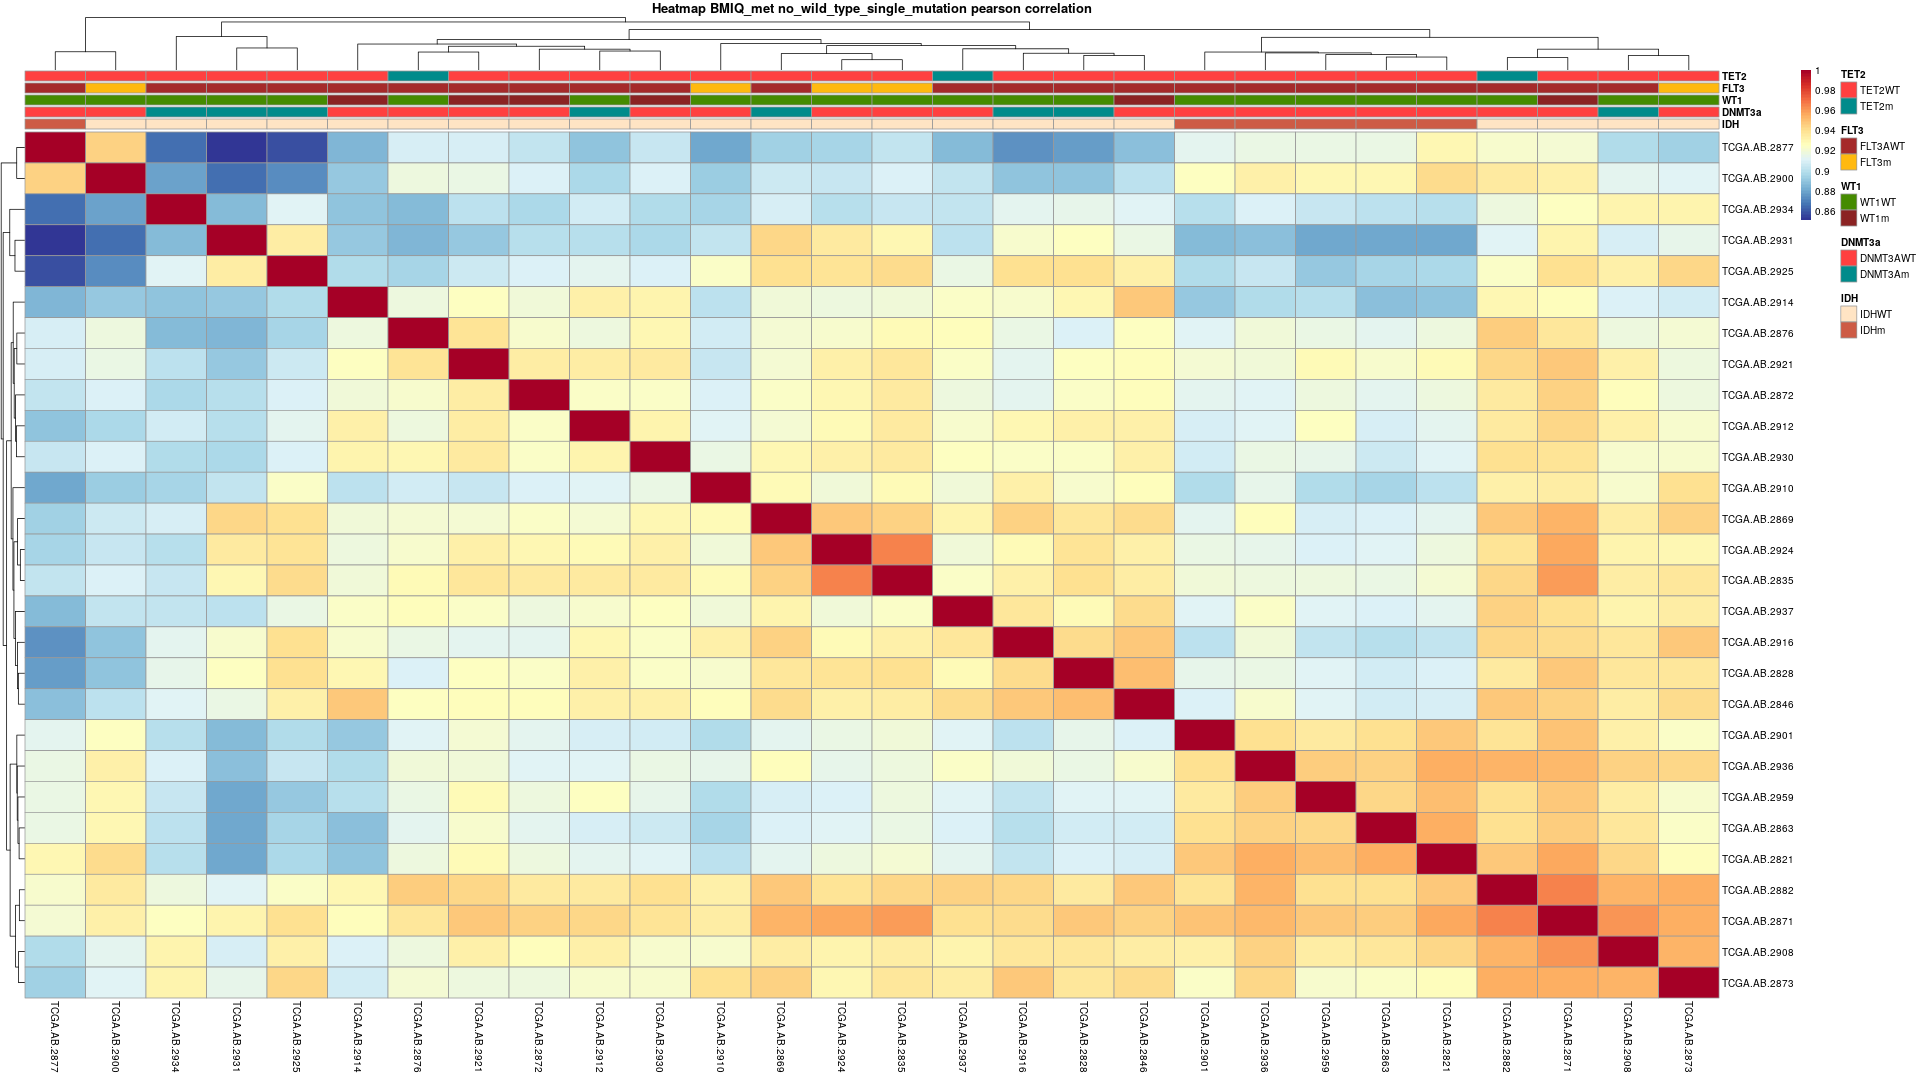 Heatmap BMIQ_met no_wild_type_single_mutation pearson correlation
TET2
FLT3
WT1
DNMT3a
IDH
TCGA.AB.2877
TCGA.AB.2900
TCGA.AB.2934
TCGA.AB.2931
TCGA.AB.2925
TCGA.AB.2914
TCGA.AB.2876
TCGA.AB.2921
TCGA.AB.2872
TCGA.AB.2912
TCGA.AB.2930
TCGA.AB.2910
TCGA.AB.2869
TCGA.AB.2924
TCGA.AB.2835
TCGA.AB.2937
TCGA.AB.2916
TCGA.AB.2828
TCGA.AB.2846
TCGA.AB.2901
TCGA.AB.2936
TCGA.AB.2959
TCGA.AB.2863
TCGA.AB.2821
TCGA.AB.2882
TCGA.AB.2871
TCGA.AB.2908
TCGA.AB.2873
1
0.98
0.96
0.94
0.92
0.9
0.88
0.86
TET2
TET2WT
TET2m
FLT3
FLT3AWT
FLT3m
WT1
WT1WT
WT1m
DNMT3a
DNMT3AWT
DNMT3Am
IDH
IDHWT
IDHm
TCGA.AB.2877
TCGA.AB.2900
TCGA.AB.2934
TCGA.AB.2931
TCGA.AB.2925
TCGA.AB.2914
TCGA.AB.2876
TCGA.AB.2921
TCGA.AB.2872
TCGA.AB.2912
TCGA.AB.2930
TCGA.AB.2910
TCGA.AB.2869
TCGA.AB.2924
TCGA.AB.2835
TCGA.AB.2937
TCGA.AB.2916
TCGA.AB.2828
TCGA.AB.2846
TCGA.AB.2901
TCGA.AB.2936
TCGA.AB.2959
TCGA.AB.2863
TCGA.AB.2821
TCGA.AB.2882
TCGA.AB.2871
TCGA.AB.2908
TCGA.AB.2873